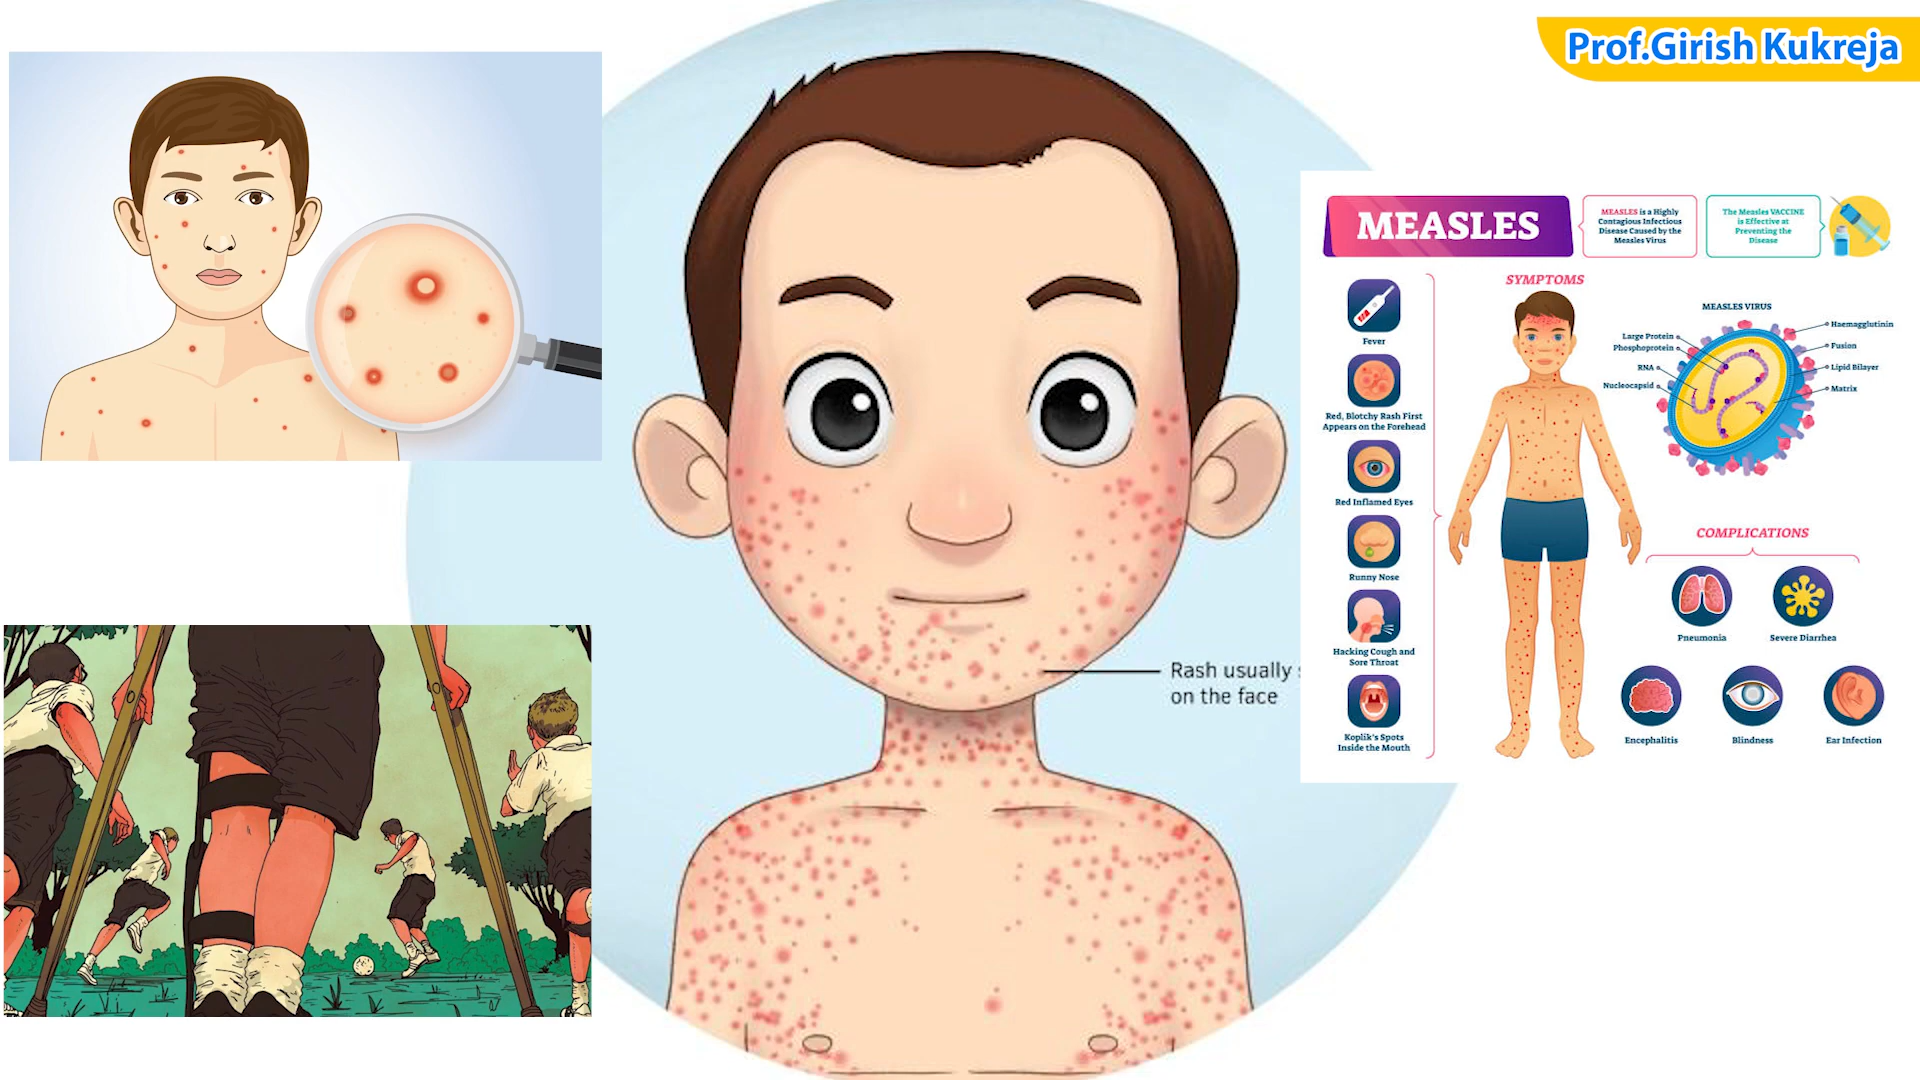 Prof.Girish Kukreja
MEASLES
MEASLES is a Highly
Contagious Infectious
Disease Caused by the
Measles Virus
The Measles VACCINE
is Effective at
Preventing the
Disease
SYMPTOMS
Fever
Red, Blotchy Rash First
Appears on the Forehead
Red Inflamed Eyes
Runny Nose
Hacking Cough and
Sore Throat
Koplik's Spots
Inside the Mouth
MEASLES VIRUS
Large Protein
Phosphoprotein
RNA
Nucleocapsid
Haemagglutinin
Fusion
Lipid Bilayer
Matrix
COMPLICATIONS
Pneumonia
Severe Diarrhea
Encephalitis
Blindness
Ear Infection
Rash usually
on the face